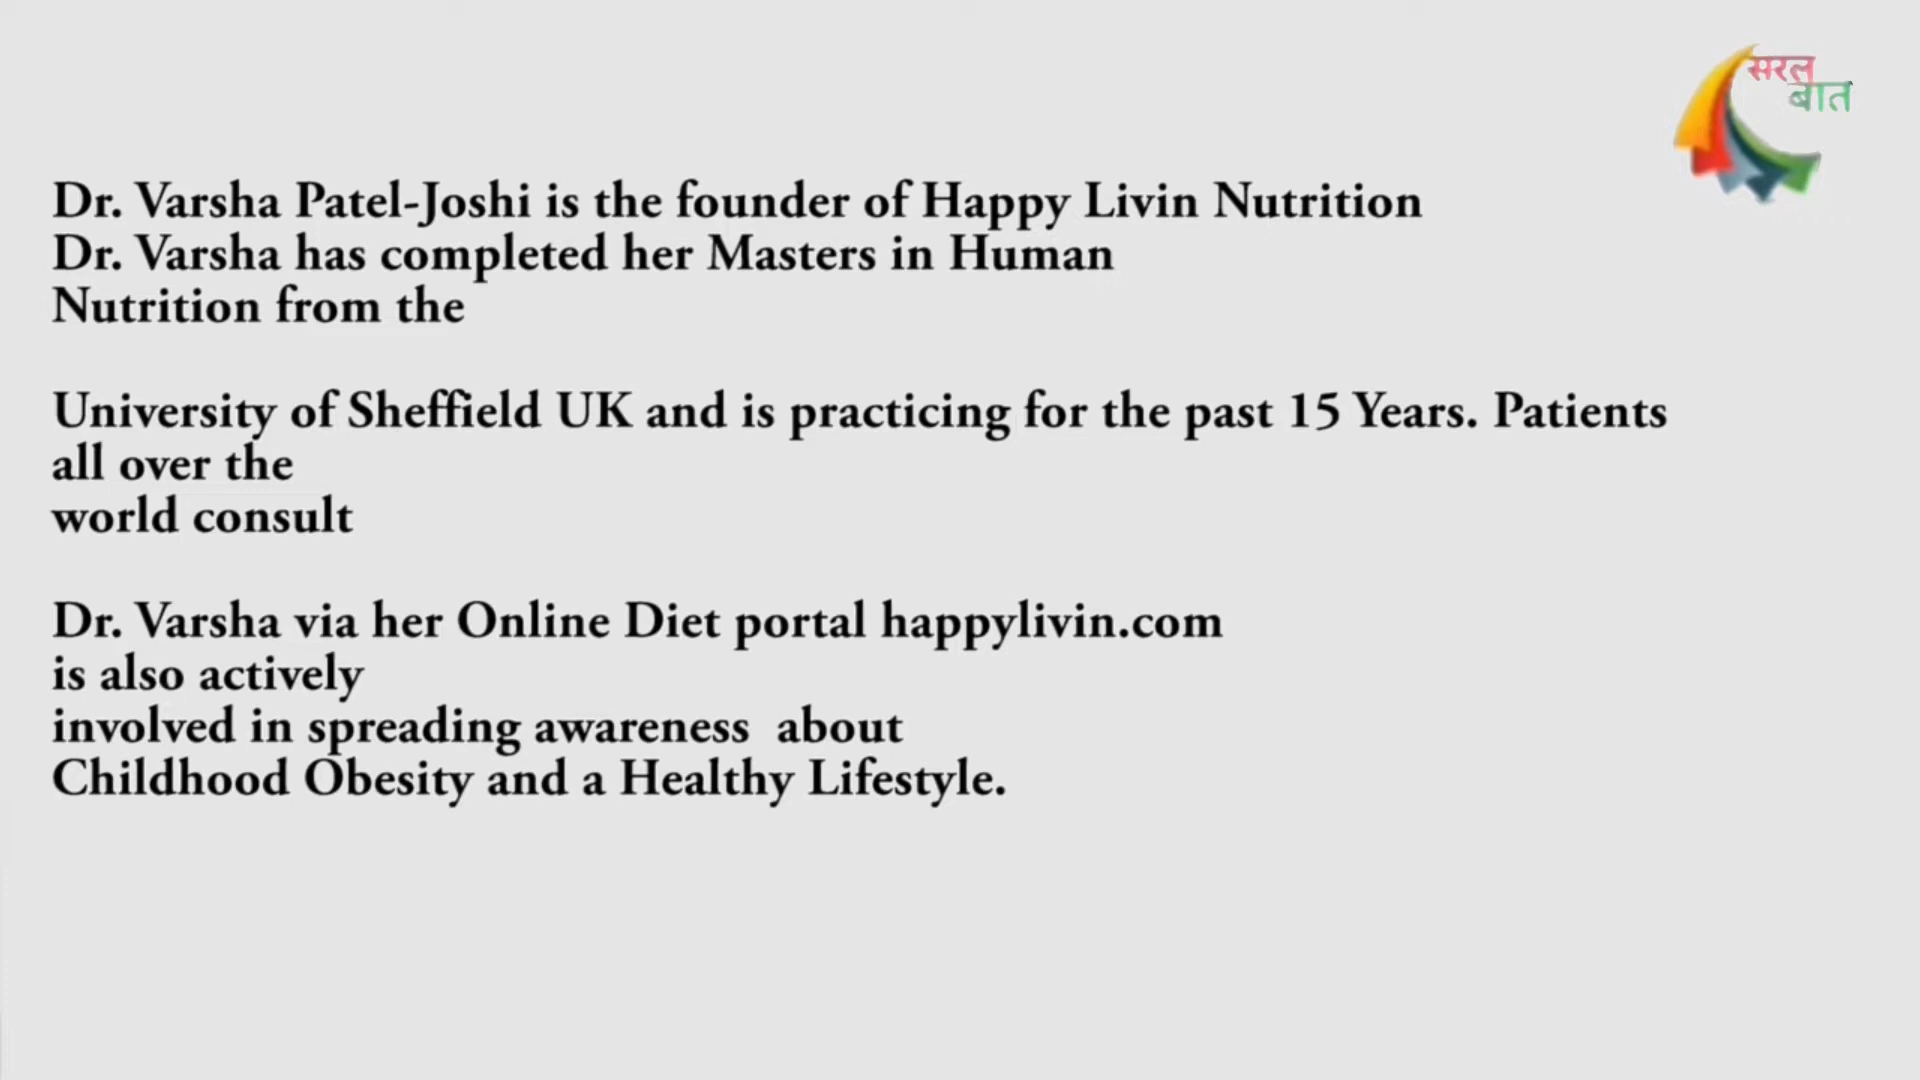 सरल
बात
Dr. Varsha Patel-Joshi is the founder of Happy Livin Nutrition
Dr. Varsha has completed her Masters in Human
Nutrition from the
University of Sheffield UK and is practicing for the past 15 Years. Patients
all over the
world consult
Dr. Varsha via her Online Diet portal happylivin.com
is also actively
involved in spreading awareness  about
Childhood Obesity and a Healthy Lifestyle.